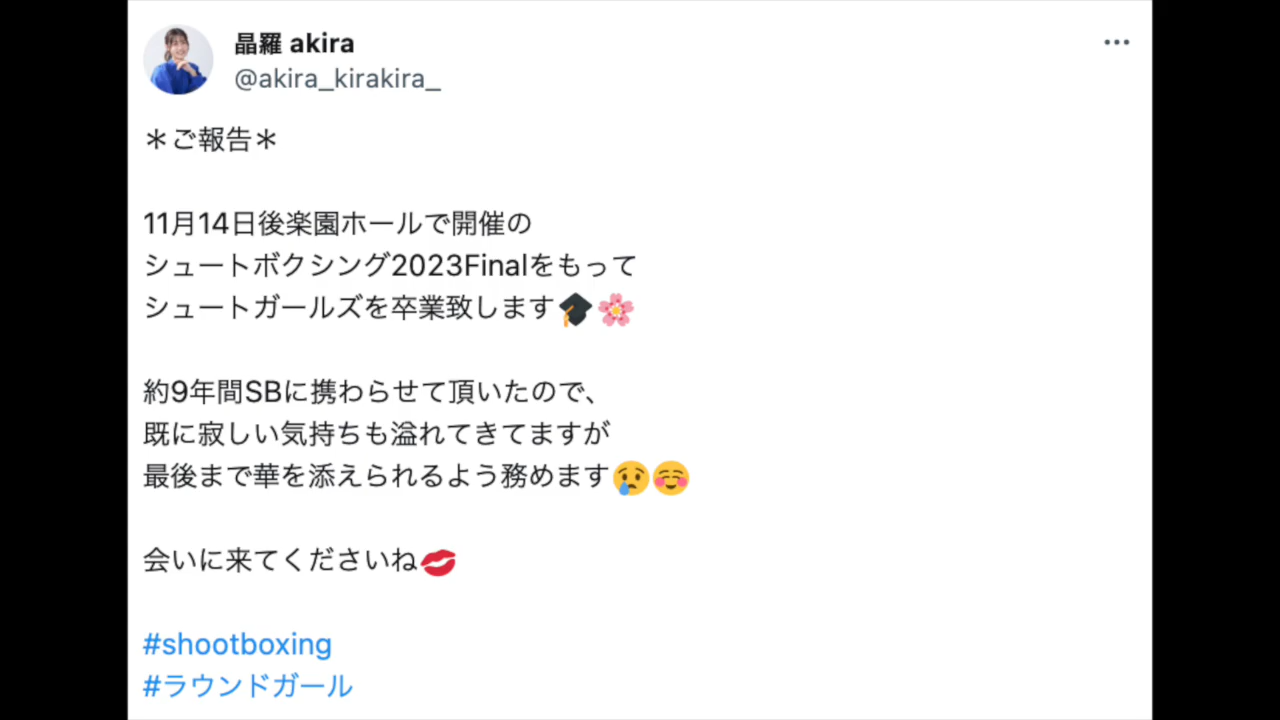 晶羅 akira
@akira_kirakira_
＊ご報告＊
11月14日後楽園ホールで開催の
シュートボクシング2023Finalをもって
シュートガールズを卒業致します🎓🌸
約9年間SBに携わらせて頂いたので、
既に寂しい気持ちも溢れてきてますが
最後まで華を添えられるよう務めます😢☺️
会いに来てくださいね💋
#shootboxing
#ラウンドガール